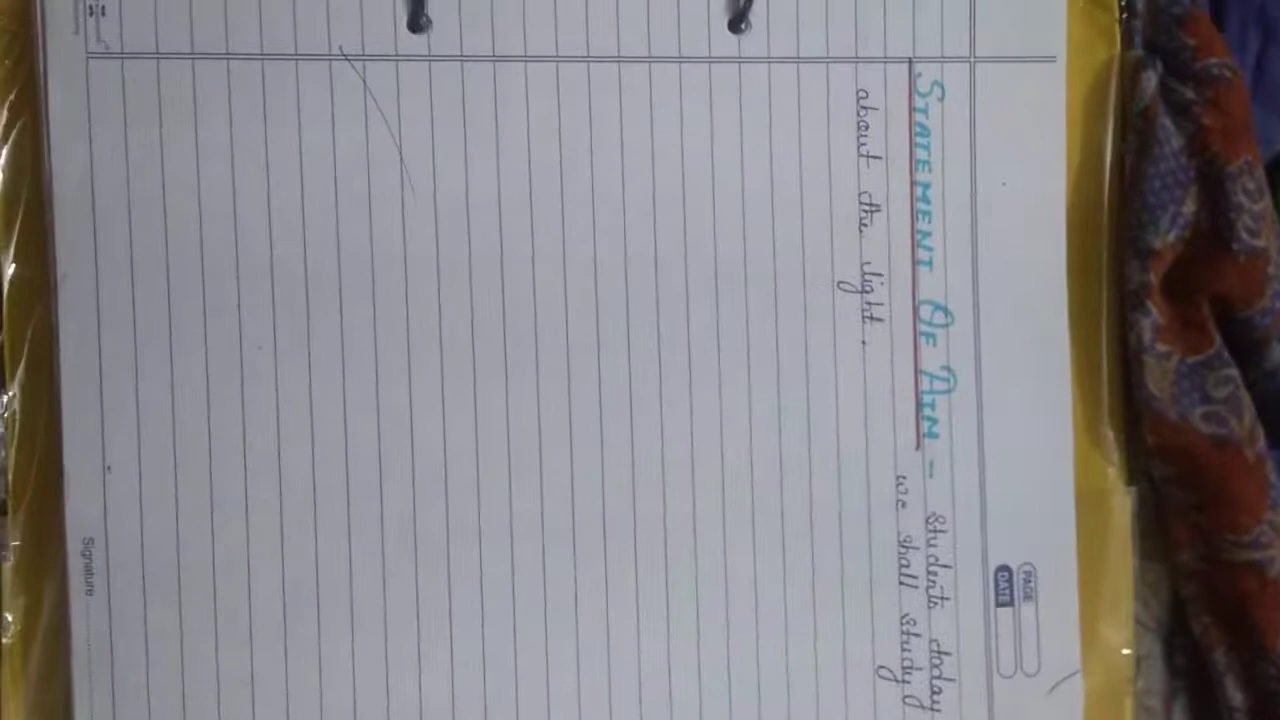 PAGE
DATE
STATEMENT OF AIM - Students today
we shall study
about the light.
Signature